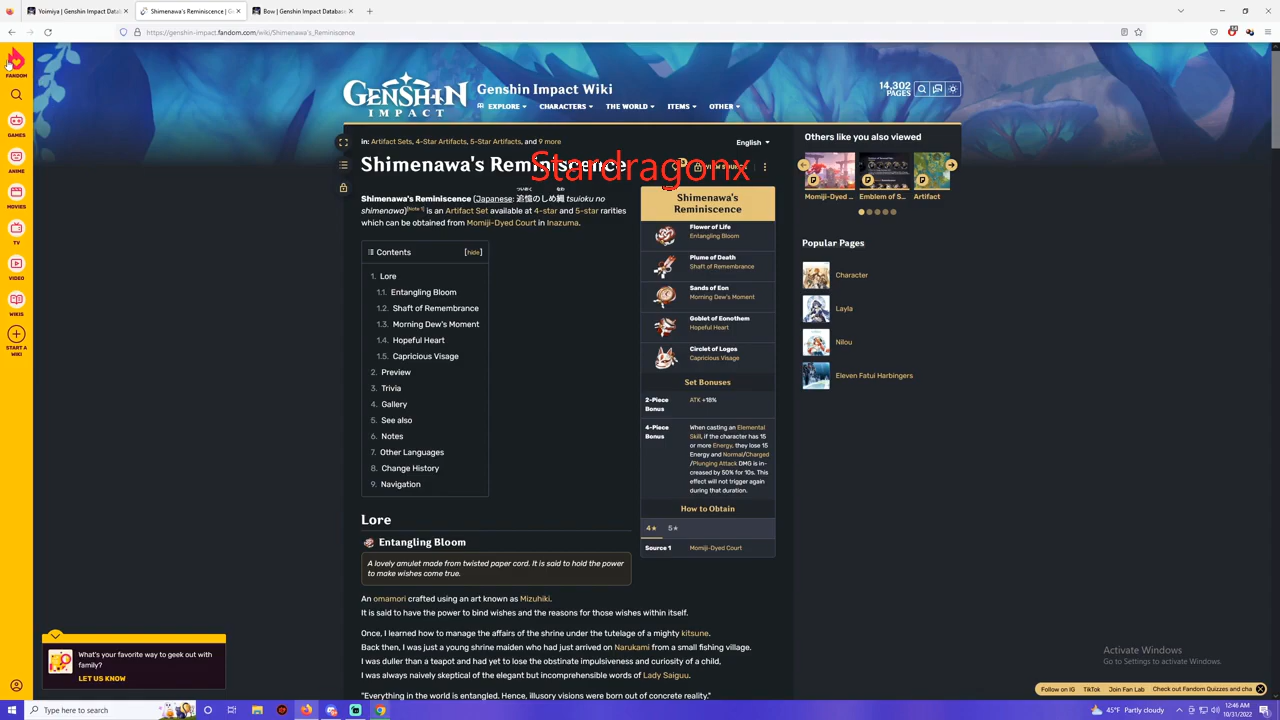 Yoimiya | Genshin Impact Datab
Shimenawa's Reminiscence | G
Bow | Genshin Impact Database
https://genshin-impact.fandom.com/wiki/Shimenawa's_Reminiscence
FANDOM
GAMES
ANIME
MOVIES
TV
VIDEO
WIKIS
START A
WIKI
GENSHIN
IMPACT
Genshin Impact Wiki
EXPLORE
CHARACTERS
THE WORLD
ITEMS
OTHER
14,302
PAGES
in: Artifact Sets, 4-Star Artifacts, 5-Star Artifacts, and 9 more
English
Shimenawa's Reminiscence
Stardragonx
Shimenawa's Reminiscence (Japanese: 追憶のしめ縄 tsuioku no
shimenawa)[Note 1] is an Artifact Set available at 4-star and 5-star rarities
which can be obtained from Momiji-Dyed Court in Inazuma.
Contents [hide]
1. Lore
1.1. Entangling Bloom
1.2. Shaft of Remembrance
1.3. Morning Dew's Moment
1.4. Hopeful Heart
1.5. Capricious Visage
2. Preview
3. Trivia
4. Gallery
5. See also
6. Notes
7. Other Languages
8. Change History
9. Navigation
Shimenawa's
Reminiscence
Flower of Life
Entangling Bloom
Plume of Death
Shaft of Remembrance
Sands of Eon
Morning Dew's Moment
Goblet of Eonothem
Hopeful Heart
Circlet of Logos
Capricious Visage
Set Bonuses
2-Piece
Bonus
ATK +18%
4-Piece
Bonus
When casting an Elemental
Skill, if the character has 15
or more Energy, they lose 15
Energy and Normal/Charged
/Plunging Attack DMG is in-
creased by 50% for 10s. This
effect will not trigger again
during that duration.
How to Obtain
4★ 5★
Source 1 Momiji-Dyed Court
Others like you also viewed
Momiji-Dyed ...
Emblem of S...
Artifact
Popular Pages
Character
Layla
Nilou
Eleven Fatui Harbingers
Lore
Entangling Bloom
A lovely amulet made from twisted paper cord. It is said to hold the power
to make wishes come true.
An omamori crafted using an art known as Mizuhiki.
It is said to have the power to bind wishes and the reasons for those wishes within itself.
Once, I learned how to manage the affairs of the shrine under the tutelage of a mighty kitsune.
Back then, I was just a young shrine maiden who had just arrived on Narukami from a small fishing village.
I was duller than a teapot and had yet to lose the obstinate impulsiveness and curiosity of a child,
I was always naively skeptical of the elegant but incomprehensible words of Lady Saiguu.
"Everything in the world is entangled. Hence, illusory visions were born out of concrete reality."
What's your favorite way to geek out with
family?
LET US KNOW
Activate Windows
Go to Settings to activate Windows.
Follow on IG
TikTok
Join Fan Lab
Check out Fandom Quizzes and cha
Type here to search
45°F Partly cloudy
12:46 AM
10/31/2022